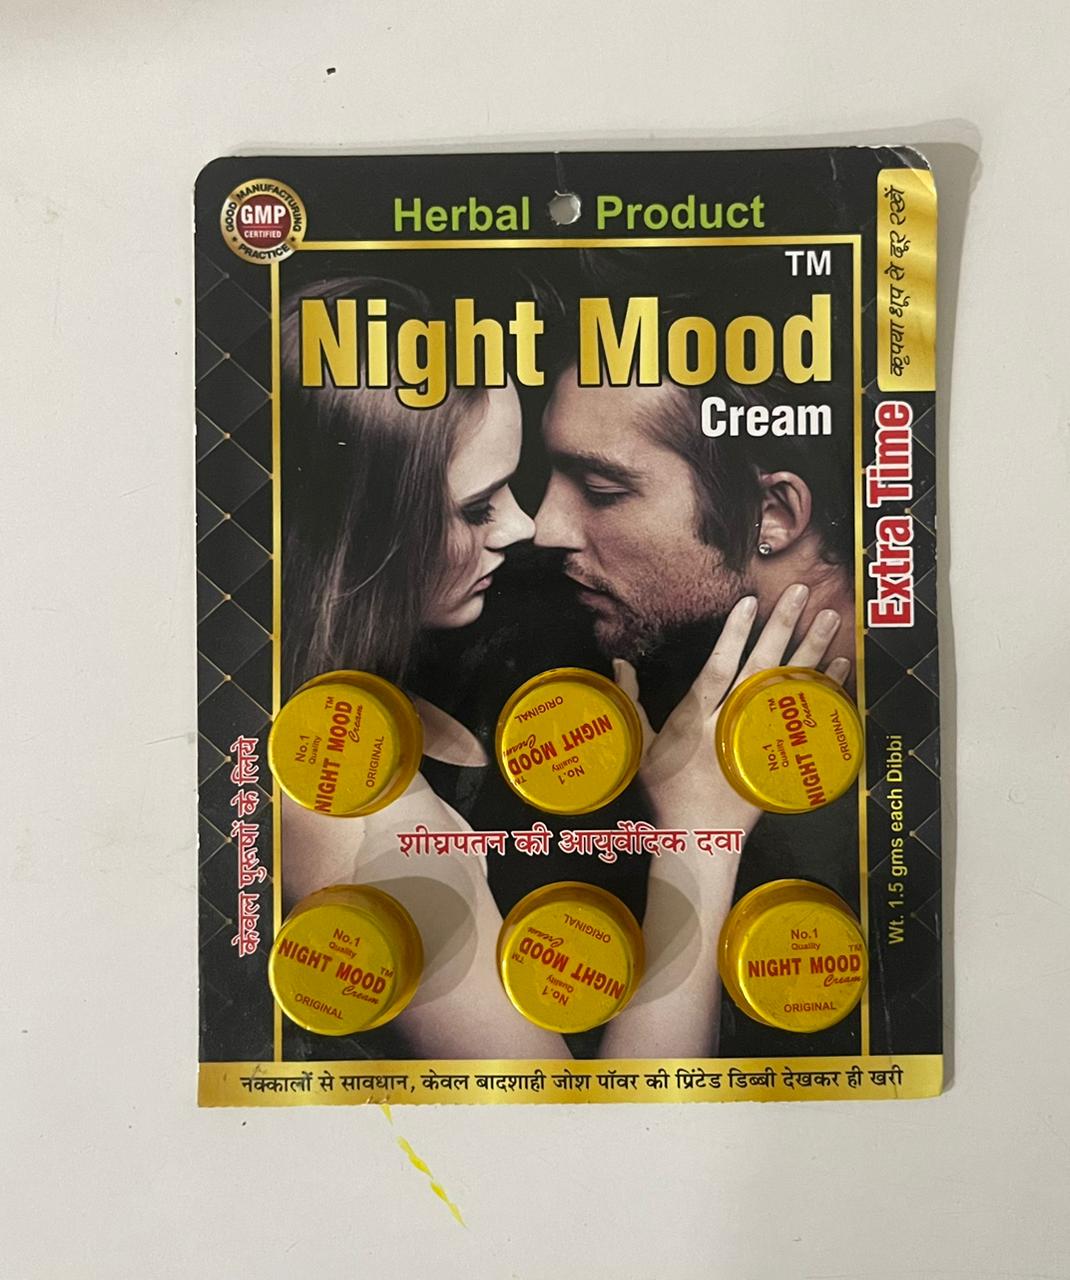 GOOD MANUFACTURING PRACTICE
GMP
CERTIFIED
Herbal Product
TM
Night Mood
Cream
कृपया धूप से दूर रखें
Extra Time
केवल पुरूषों के लिये
Wt. 1.5 gms each Dibbi
No.1
Quality
NIGHT MOOD
TM
Cream
ORIGINAL
No.1
Quality
NIGHT MOOD
TM
Cream
ORIGINAL
No.1
Quality
NIGHT MOOD
TM
Cream
ORIGINAL
शीघ्रपतन की आयुर्वेदिक दवा
No.1
Quality
NIGHT MOOD
TM
Cream
ORIGINAL
No.1
Quality
NIGHT MOOD
TM
Cream
ORIGINAL
No.1
Quality
NIGHT MOOD
TM
Cream
ORIGINAL
नक्कालों से सावधान, केवल बादशाही जोश पॉवर की प्रिंटेड डिब्बी देखकर ही खरी